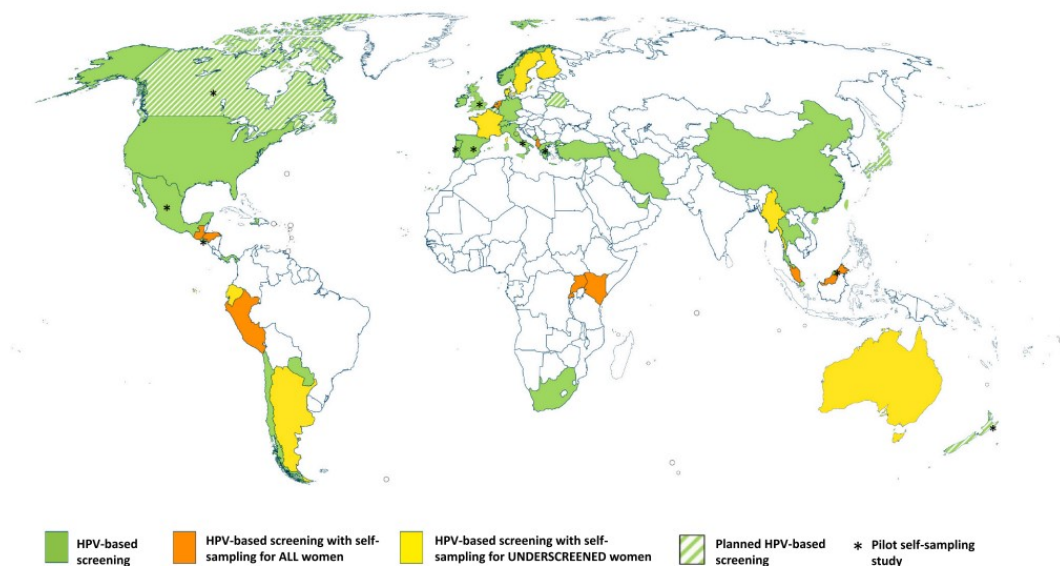 HPV-based
screening
HPV-based screening with self-
sampling for ALL women
HPV-based screening with self-
sampling for UNDERSCREENED women
Planned HPV-based
screening
* Pilot self-sampling
study